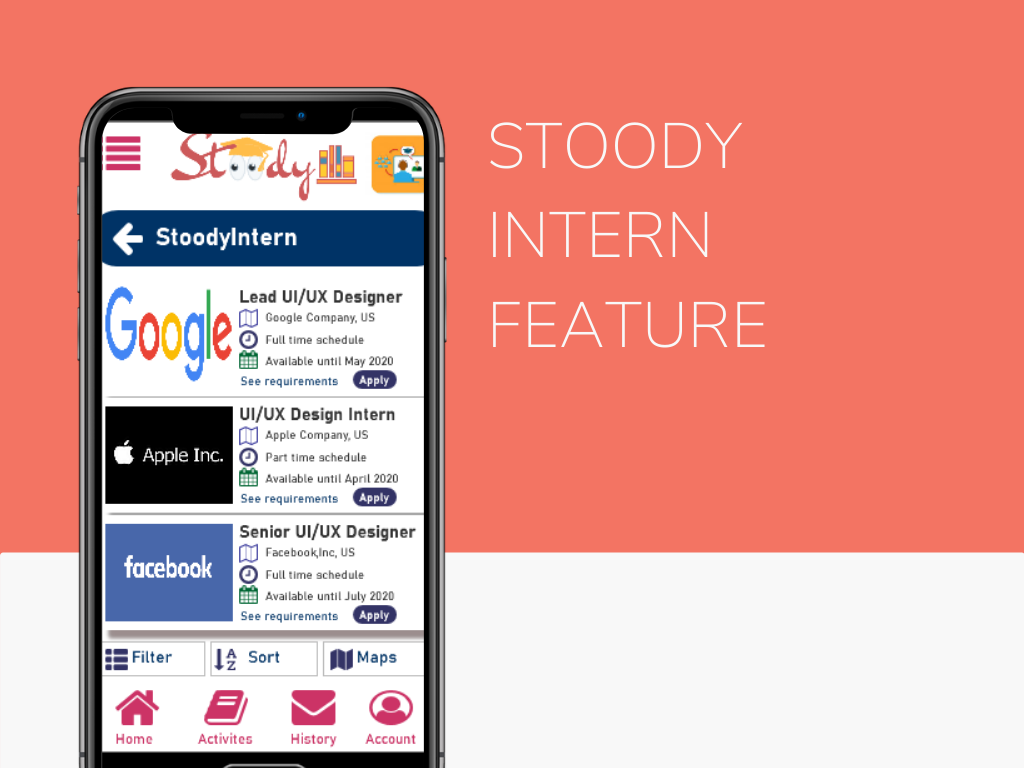 Stoody
StoodyIntern
Google
Lead UI/UX Designer
Google Company, US
Full time schedule
Available until May 2020
See requirements Apply
Apple Inc.
UI/UX Design Intern
Apple Company, US
Part time schedule
Available until April 2020
See requirements Apply
facebook
Senior UI/UX Designer
Facebook,Inc, US
Full time schedule
Available until July 2020
See requirements Apply
Filter A Z Sort Maps
Home Activites History Account
STOODY
INTERN
FEATURE